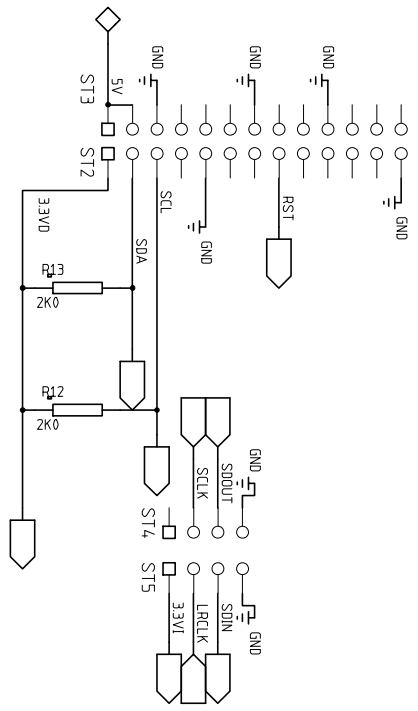 GND
GND
GND
5V
ST3
ST2
3.3VD
SDA
SCL
GND
RST
GND
R13
2K0
R12
2K0
SCLK
SDOUT
GND
ST4
ST5
3.3VI
LRCLK
SDIN
GND